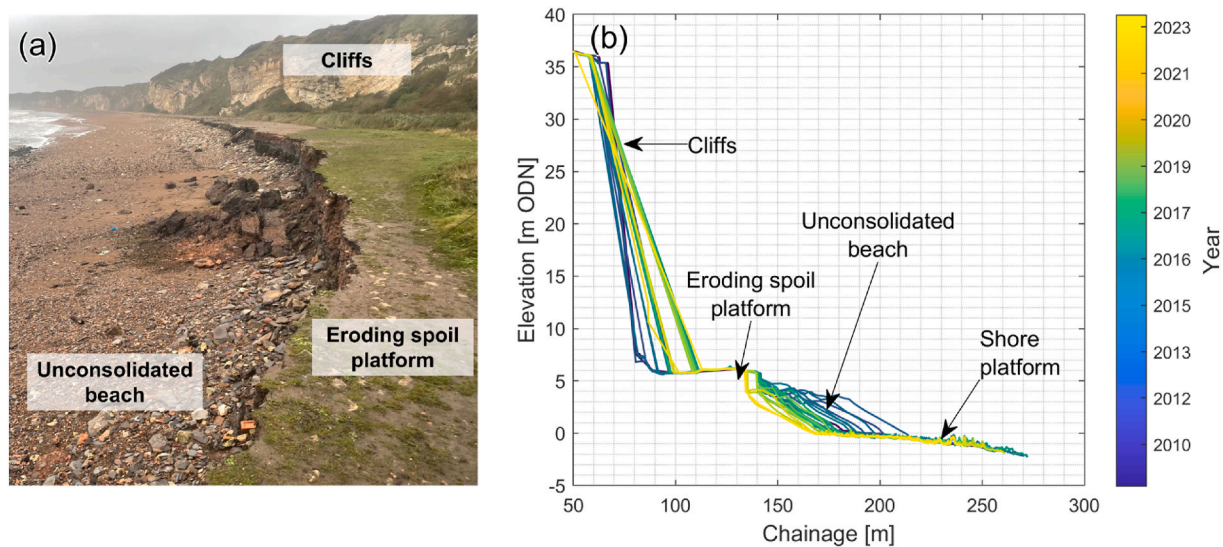 (a)
Cliffs
Eroding spoil
platform
Unconsolidated
beach
(b)
Elevation [m ODN]
40
35
30
25
20
15
10
5
0
-5
Cliffs
Unconsolidated
beach
Eroding spoil
platform
Shore
platform
50
100
150
200
250
300
Chainage [m]
2023
2022
2021
2020
2019
2017
2016
2015
2013
2012
2010
Year